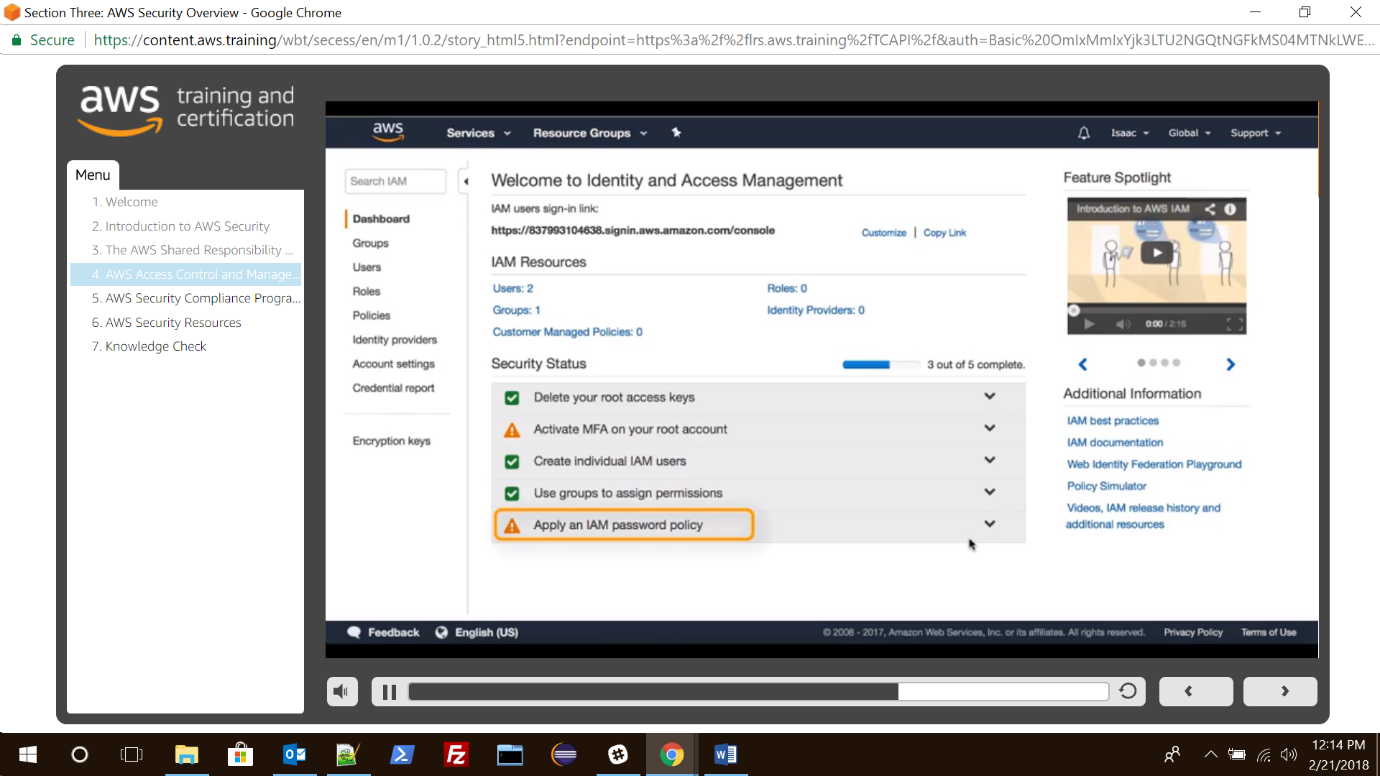 Section Three: AWS Security Overview - Google Chrome
Secure
https://content.aws.training/wbt/secess/en/m1/1.0.2/story_html5.html?endpoint=https%3a%2f%2flrs.aws.training%2fTCAPI%2f&auth=Basic%20OmIxMmIxYjk3LTU2NGQtNGFkMS04MTNkLWE...
aws training and certification
Menu
1. Welcome
2. Introduction to AWS Security
3. The AWS Shared Responsibility ...
4. AWS Access Control and Manage...
5. AWS Security Compliance Progra...
6. AWS Security Resources
7. Knowledge Check
aws Services Resource Groups Isaac Global Support
Search IAM
Dashboard
Groups
Users
Roles
Policies
Identity providers
Account settings
Credential report
Encryption keys
Welcome to Identity and Access Management
IAM users sign-in link:
https://837993104638.signin.aws.amazon.com/console Customize | Copy Link
IAM Resources
Users: 2 Roles: 0
Groups: 1 Identity Providers: 0
Customer Managed Policies: 0
Security Status 3 out of 5 complete.
Delete your root access keys
Activate MFA on your root account
Create individual IAM users
Use groups to assign permissions
Apply an IAM password policy
Feature Spotlight
Introduction to AWS IAM
0:00 / 2:16
Additional Information
IAM best practices
IAM documentation
Web Identity Federation Playground
Policy Simulator
Videos, IAM release history and
additional resources
Feedback English (US) © 2008 - 2017, Amazon Web Services, Inc. or its affiliates. All rights reserved. Privacy Policy Terms of Use
12:14 PM
2/21/2018